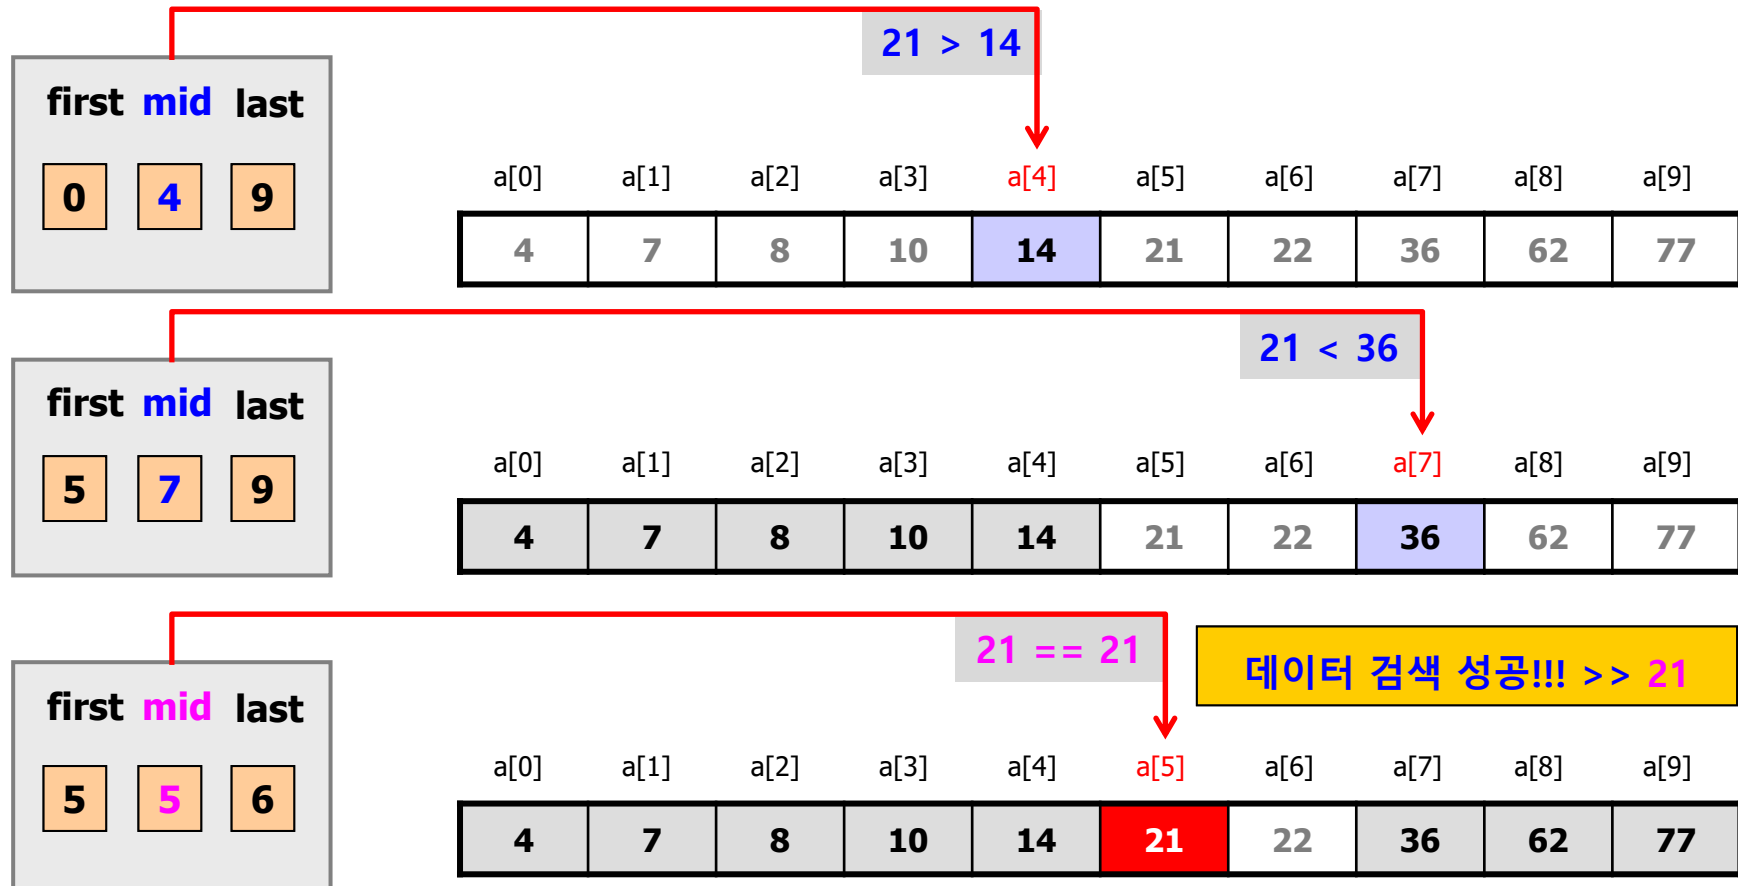 21 > 14
first mid last
0 4 9
a[0] a[1] a[2] a[3] a[4] a[5] a[6] a[7] a[8] a[9]
4 7 8 10 14 21 22 36 62 77
21 < 36
first mid last
5 7 9
a[0] a[1] a[2] a[3] a[4] a[5] a[6] a[7] a[8] a[9]
4 7 8 10 14 21 22 36 62 77
21 == 21
데이터 검색 성공!!! >> 21
first mid last
5 5 6
a[0] a[1] a[2] a[3] a[4] a[5] a[6] a[7] a[8] a[9]
4 7 8 10 14 21 22 36 62 77